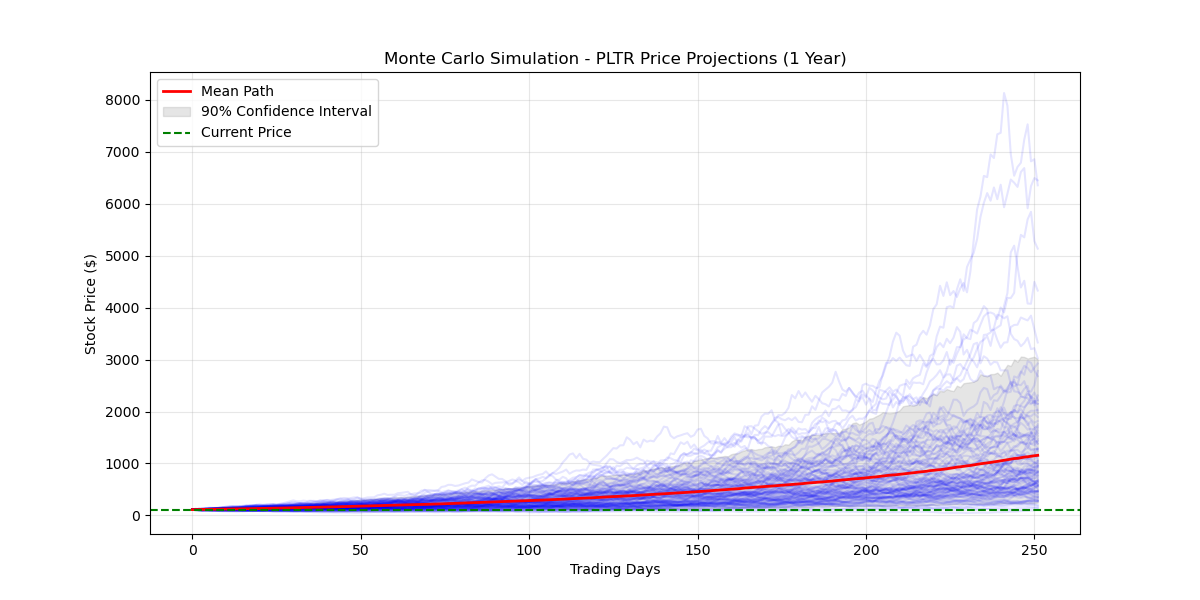 Monte Carlo Simulation - PLTR Price Projections (1 Year)
Mean Path
90% Confidence Interval
Current Price
Stock Price ($)
8000
7000
6000
5000
4000
3000
2000
1000
0
0 50 100 150 200 250
Trading Days